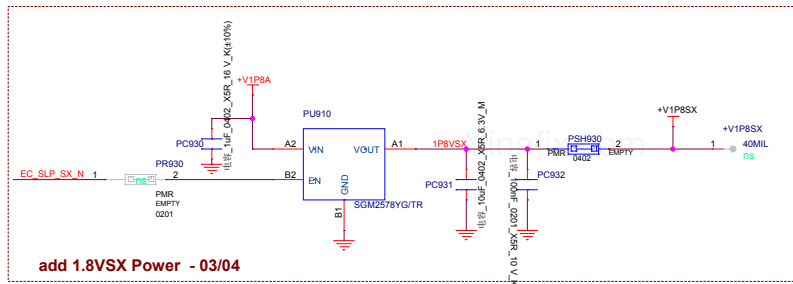 +V1P8A
PU910
PC930
电容_1uF_0402_X5R_16 V_K(±10%)
A2
VIN
VOUT
A1
1P8VSX
EC_SLP_SX_N
1
PR930
ns
2
PMR
EMPTY
0201
B2
EN
GND
B1
SGM2578YG/TR
PC931
电容_10uF_0402_X5R_6.3V_M
电容_100nF_0201_X5R_10 V_K
PC932
1
PSH930
2
PMR
0402
EMPTY
+V1P8SX
1
+V1P8SX
40MIL
ns
add 1.8VSX Power - 03/04